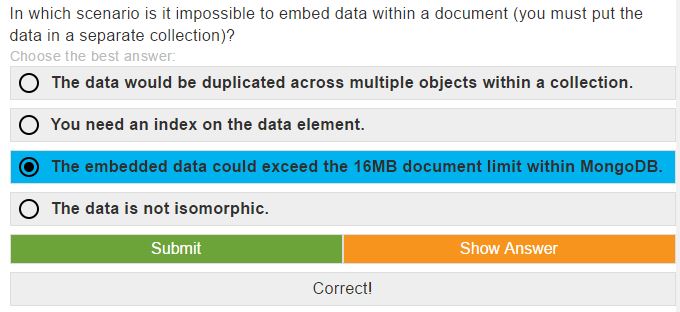 In which scenario is it impossible to embed data within a document (you must put the
data in a separate collection)?
Choose the best answer:
The data would be duplicated across multiple objects within a collection.
You need an index on the data element.
The embedded data could exceed the 16MB document limit within MongoDB.
The data is not isomorphic.
Submit
Show Answer
Correct!